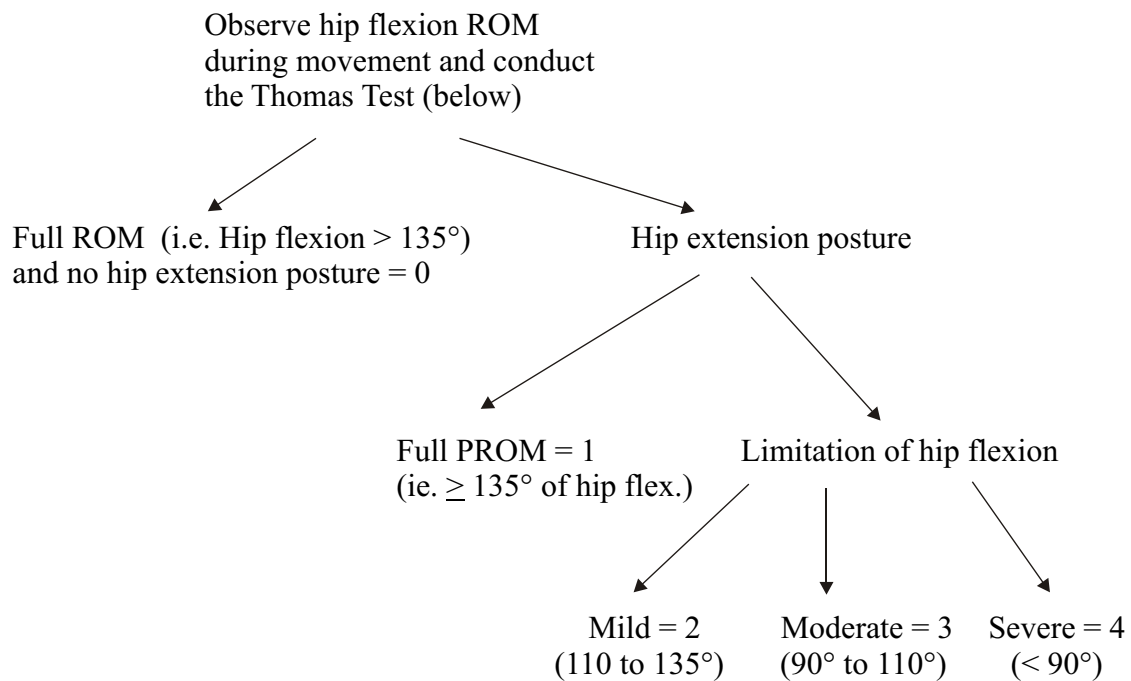 Observe hip flexion ROM
during movement and conduct
the Thomas Test (below)
Full ROM  (i.e. Hip flexion > 135°)
and no hip extension posture = 0
Hip extension posture
Full PROM = 1
(ie. ≥ 135° of hip flex.)
Limitation of hip flexion
Mild = 2
(110 to 135°)
Moderate = 3
(90° to 110°)
Severe = 4
(< 90°)